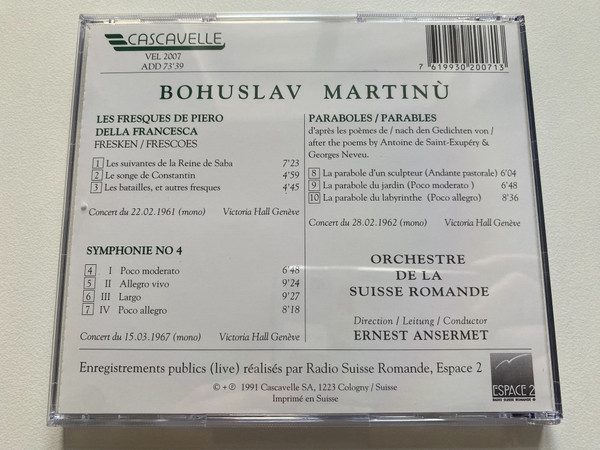 CASCAVELLE
VEL 2007
ADD 73'39
7 619930 200713
BOHUSLAV MARTINÙ
LES FRESQUES DE PIERO
DELLA FRANCESCA
FRESKEN / FRESCOES
1 Les suivantes de la Reine de Saba 7'23
2 Le songe de Constantin 4'59
3 Les batailles, et autres fresques 4'45
Concert du 22.02.1961 (mono) Victoria Hall Genève
SYMPHONIE NO 4
4 I Poco moderato 6'48
5 II Allegro vivo 9'24
6 III Largo 9'27
7 IV Poco allegro 8'18
Concert du 15.03.1967 (mono) Victoria Hall Genève
PARABOLES / PARABLES
d'après les poèmes de / nach den Gedichten von /
after the poems by Antoine de Saint-Exupéry &
Georges Neveu.
8 La parabole d'un sculpteur (Andante pastorale) 6'04
9 La parabole du jardin (Poco moderato ) 6'48
10 La parabole du labyrinthe (Poco allegro) 8'36
Concert du 28.02.1962 (mono) Victoria Hall Genève
ORCHESTRE
DE LA
SUISSE ROMANDE
Direction / Leitung / Conductor
ERNEST ANSERMET
Enregistrements publics (live) réalisés par Radio Suisse Romande, Espace 2
© + ℗ 1991 Cascavelle SA, 1223 Cologny / Suisse
Imprimé en Suisse
ESPACE 2
RADIO SUISSE ROMANDE